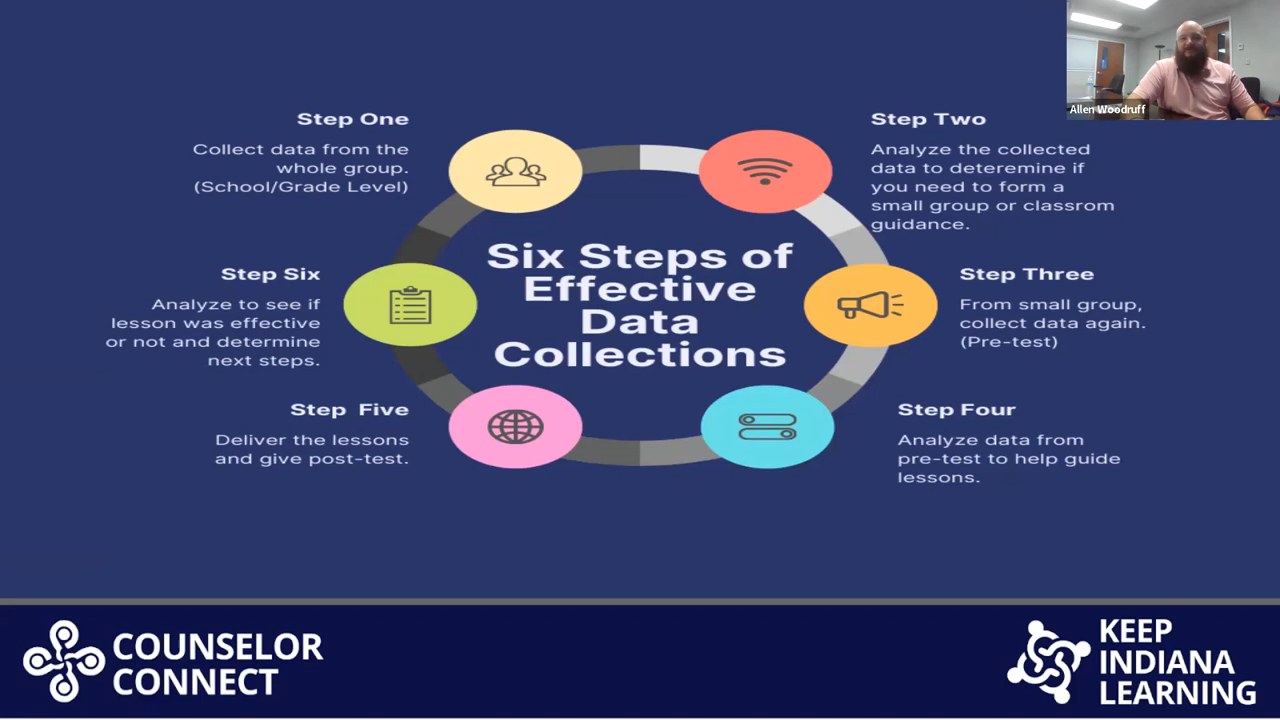 Allen Woodruff
Step One
Collect data from the
whole group.
(School/Grade Level)
Step Two
Analyze the collected
data to deteremine if
you need to form a
small group or classrom
guidance.
Six Steps of
Effective
Data
Collections
Step Six
Analyze to see if
lesson was effective
or not and determine
next steps.
Step Three
From small group,
collect data again.
(Pre-test)
Step Five
Deliver the lessons
and give post-test.
Step Four
Analyze data from
pre-test to help guide
lessons.
COUNSELOR
CONNECT
KEEP
INDIANA
LEARNING